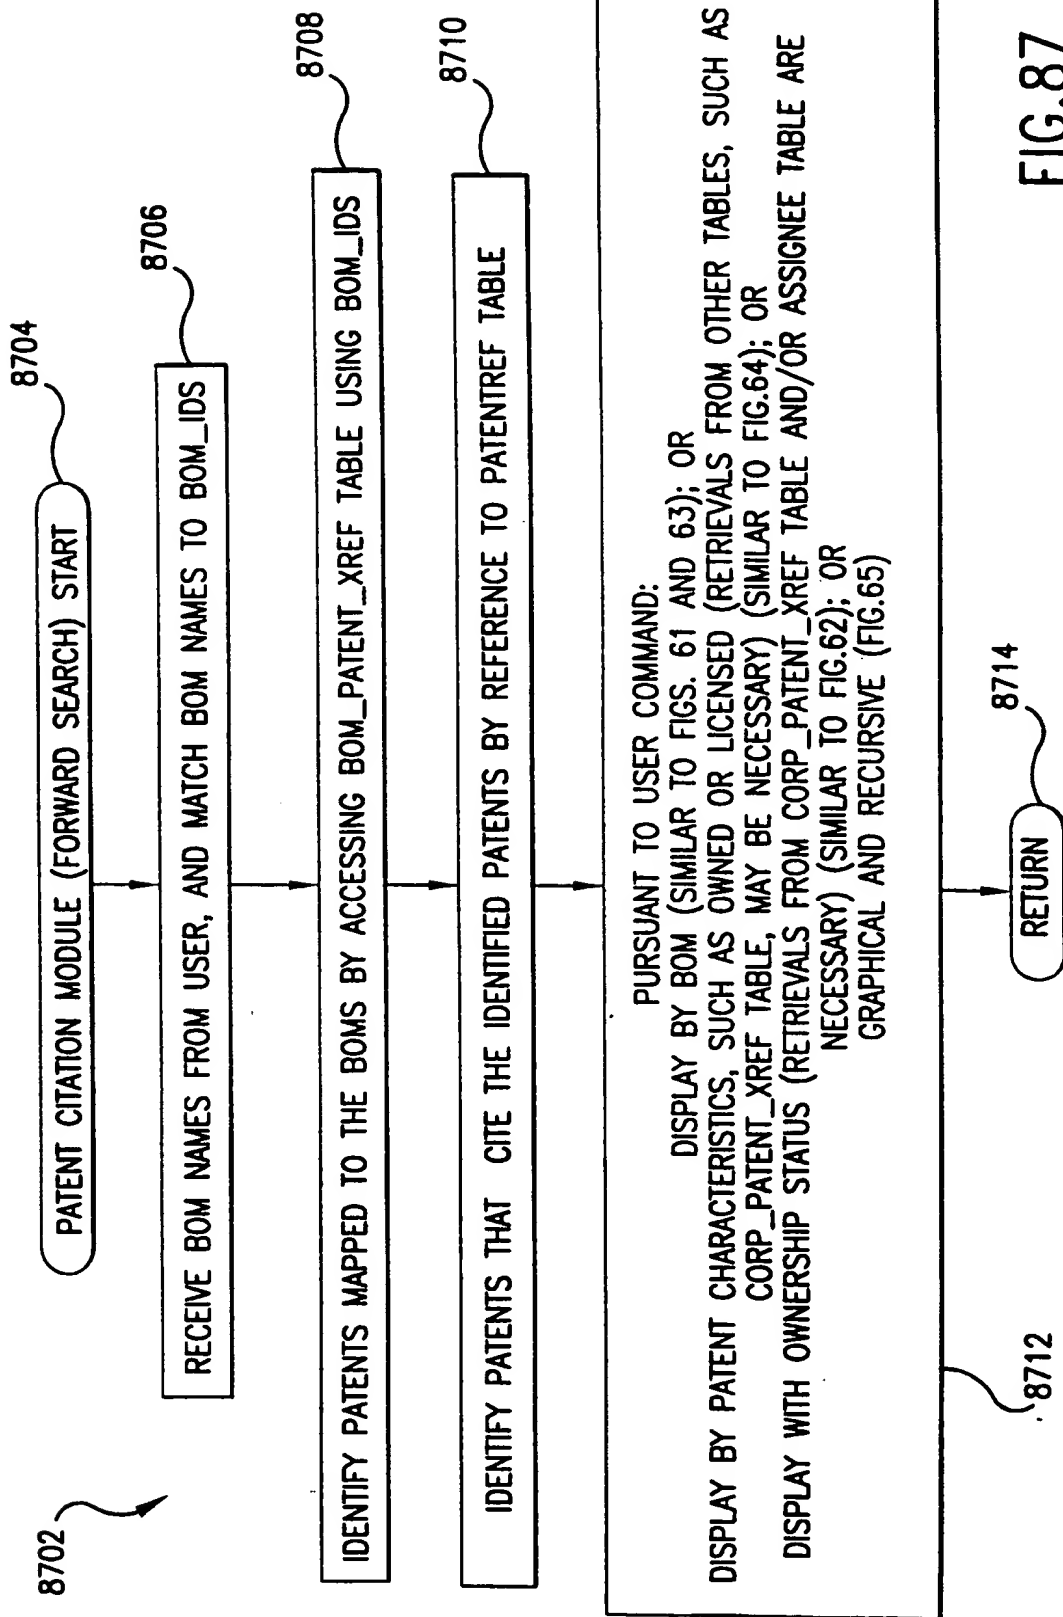 8702
8704
PATENT CITATION MODULE (FORWARD SEARCH) START
8706
RECEIVE BOM NAMES FROM USER, AND MATCH BOM NAMES TO BOM_IDS
8708
IDENTIFY PATENTS MAPPED TO THE BOMS BY ACCESSING BOM_PATENT_XREF TABLE USING BOM_IDS
8710
IDENTIFY PATENTS THAT CITE THE IDENTIFIED PATENTS BY REFERENCE TO PATENTREF TABLE
PURSUANT TO USER COMMAND:
DISPLAY BY BOM (SIMILAR TO FIGS. 61 AND 63); OR
DISPLAY BY PATENT CHARACTERISTICS, SUCH AS OWNED OR LICENSED (RETRIEVALS FROM OTHER TABLES, SUCH AS
CORP_PATENT_XREF TABLE, MAY BE NECESSARY) (SIMILAR TO FIG.64); OR
DISPLAY WITH OWNERSHIP STATUS (RETRIEVALS FROM CORP_PATENT_XREF TABLE AND/OR ASSIGNEE TABLE ARE
NECESSARY) (SIMILAR TO FIG.62); OR
GRAPHICAL AND RECURSIVE (FIG.65)
8712
8714
RETURN
FIG.87